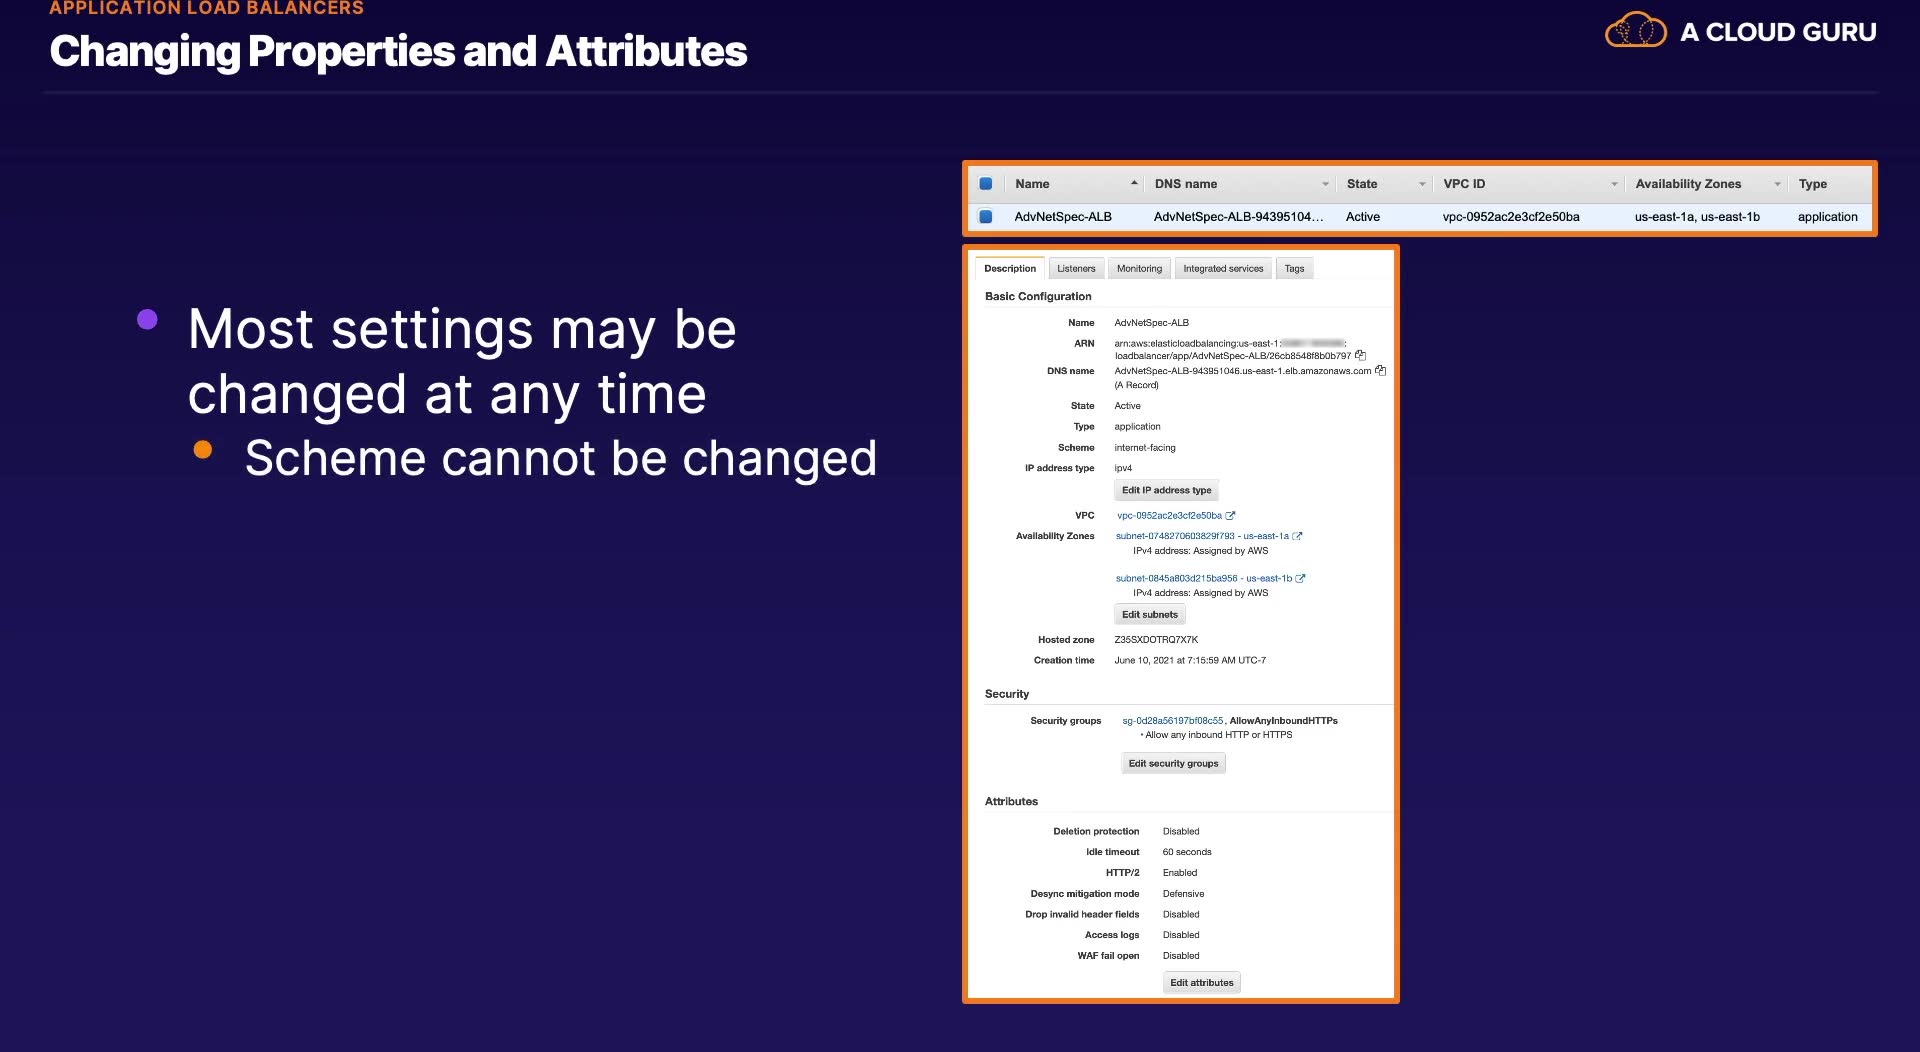 APPLICATION LOAD BALANCERS
Changing Properties and Attributes
A CLOUD GURU
Most settings may be
changed at any time
Scheme cannot be changed
Name DNS name State VPC ID Availability Zones Type
AdvNetSpec-ALB AdvNetSpec-ALB-94395104... Active vpc-0952ac2e3cf2e50ba us-east-1a, us-east-1b application
Description Listeners Monitoring Integrated services Tags
Basic Configuration
Name AdvNetSpec-ALB
ARN arn:aws:elasticloadbalancing:us-east-1: :
loadbalancer/app/AdvNetSpec-ALB/26cb8548f8b0b797
DNS name AdvNetSpec-ALB-943951046.us-east-1.elb.amazonaws.com
(A Record)
State Active
Type application
Scheme internet-facing
IP address type ipv4
Edit IP address type
VPC vpc-0952ac2e3cf2e50ba
Availability Zones subnet-0748270603829f793 - us-east-1a
IPv4 address: Assigned by AWS
subnet-0845a803d215ba956 - us-east-1b
IPv4 address: Assigned by AWS
Edit subnets
Hosted zone Z35SXDOTRQ7X7K
Creation time June 10, 2021 at 7:15:59 AM UTC-7
Security
Security groups sg-0d28a56197bf08c55, AllowAnyInboundHTTPs
• Allow any inbound HTTP or HTTPS
Edit security groups
Attributes
Deletion protection Disabled
Idle timeout 60 seconds
HTTP/2 Enabled
Desync mitigation mode Defensive
Drop invalid header fields Disabled
Access logs Disabled
WAF fail open Disabled
Edit attributes